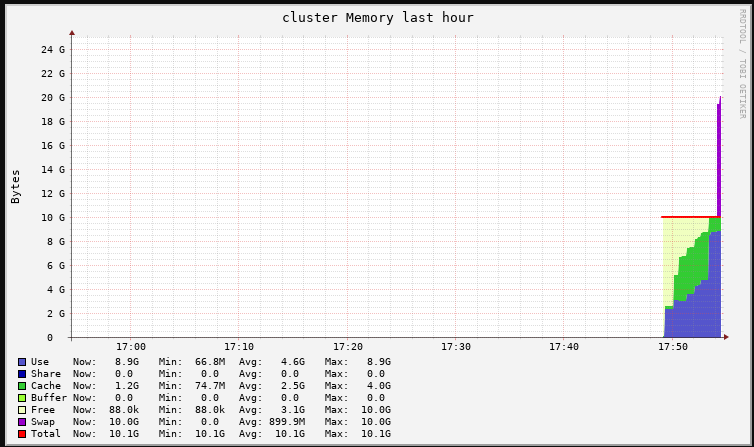 cluster Memory last hour
RRDTOOL / TOBI OETIKER
Bytes
24 G
22 G
20 G
18 G
16 G
14 G
12 G
10 G
8 G
6 G
4 G
2 G
0
17:00 17:10 17:20 17:30 17:40 17:50
Use Now: 8.9G Min: 66.8M Avg: 4.6G Max: 8.9G
Share Now: 0.0 Min: 0.0 Avg: 0.0 Max: 0.0
Cache Now: 1.2G Min: 74.7M Avg: 2.5G Max: 4.0G
Buffer Now: 0.0 Min: 0.0 Avg: 0.0 Max: 0.0
Free Now: 88.0k Min: 88.0k Avg: 3.1G Max: 10.0G
Swap Now: 10.0G Min: 0.0 Avg: 899.9M Max: 10.0G
Total Now: 10.1G Min: 10.1G Avg: 10.1G Max: 10.1G